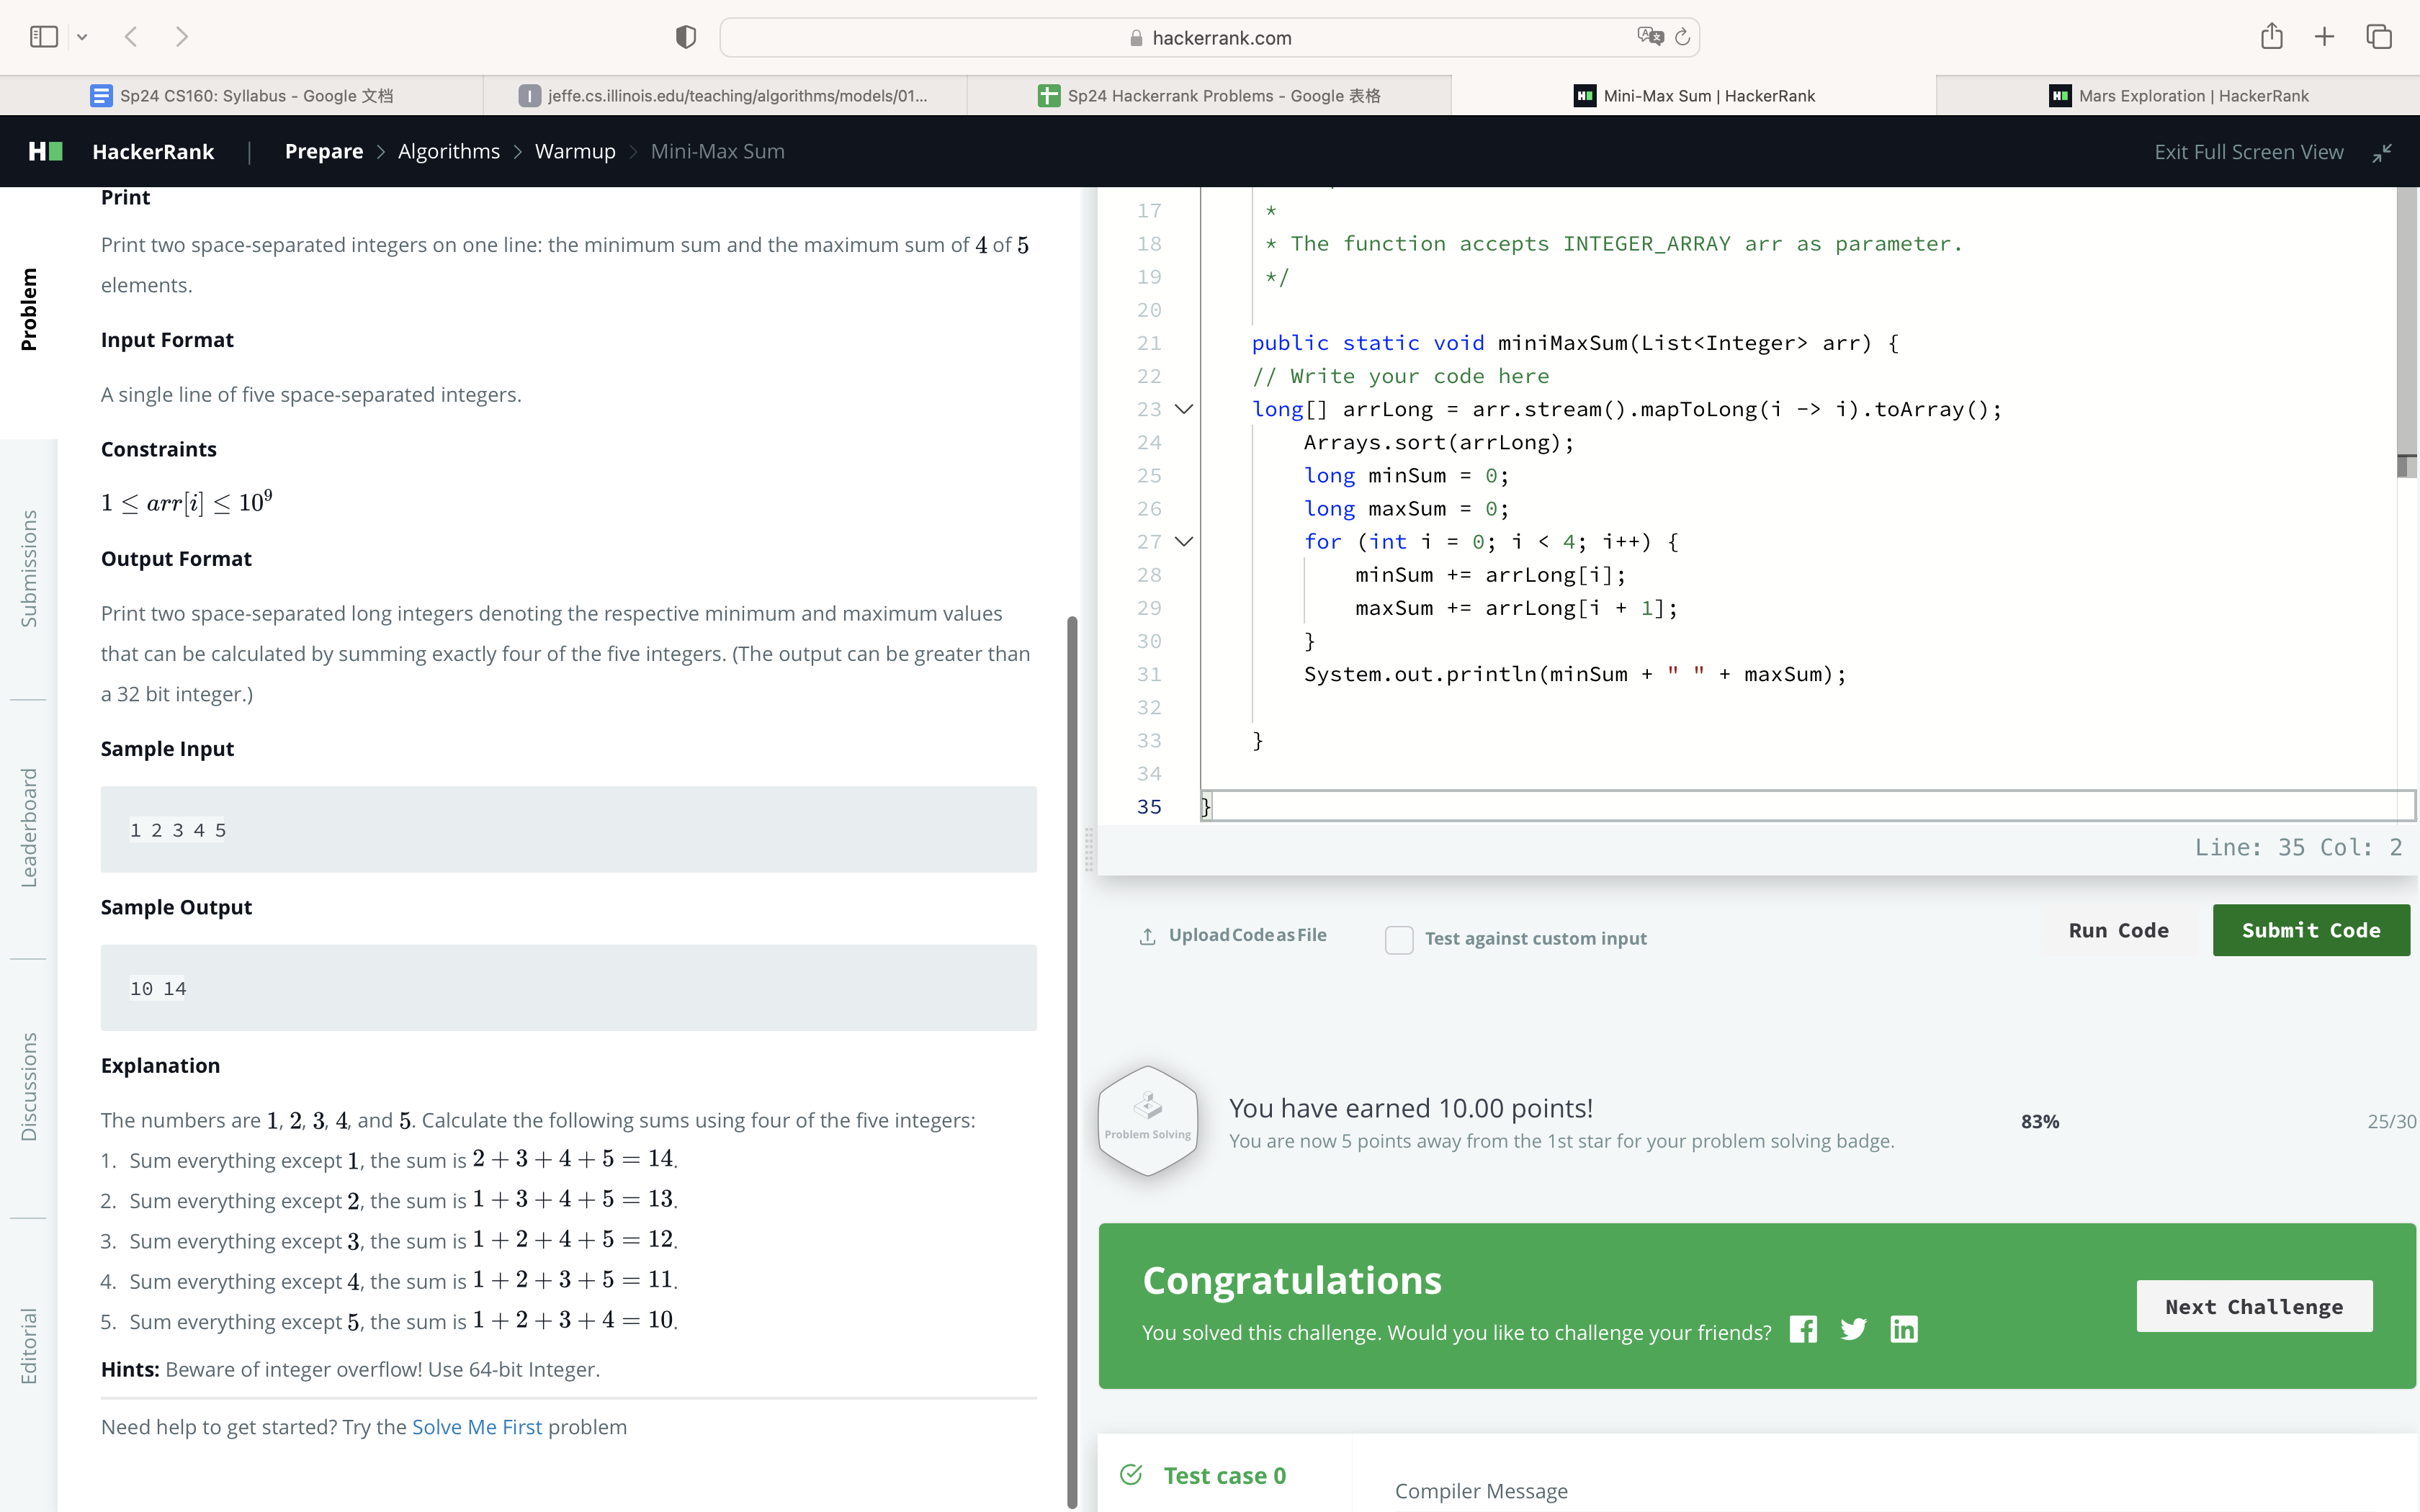 hackerrank.com
Sp24 CS160: Syllabus - Google 文档
jeffe.cs.illinois.edu/teaching/algorithms/models/01...
Sp24 Hackerrank Problems - Google 表格
Mini-Max Sum | HackerRank
Mars Exploration | HackerRank
HackerRank | Prepare > Algorithms > Warmup > Mini-Max Sum
Exit Full Screen View
Problem
Submissions
Leaderboard
Discussions
Editorial
Print
Print two space-separated integers on one line: the minimum sum and the maximum sum of 4 of 5
elements.
Input Format
A single line of five space-separated integers.
Constraints
1 ≤ arr[i] ≤ 10⁹
Output Format
Print two space-separated long integers denoting the respective minimum and maximum values
that can be calculated by summing exactly four of the five integers. (The output can be greater than
a 32 bit integer.)
Sample Input
1 2 3 4 5
Sample Output
10 14
Explanation
The numbers are 1, 2, 3, 4, and 5. Calculate the following sums using four of the five integers:
1. Sum everything except 1, the sum is 2 + 3 + 4 + 5 = 14.
2. Sum everything except 2, the sum is 1 + 3 + 4 + 5 = 13.
3. Sum everything except 3, the sum is 1 + 2 + 4 + 5 = 12.
4. Sum everything except 4, the sum is 1 + 2 + 3 + 5 = 11.
5. Sum everything except 5, the sum is 1 + 2 + 3 + 4 = 10.
Hints: Beware of integer overflow! Use 64-bit Integer.
Need help to get started? Try the Solve Me First problem
17 *
18 * The function accepts INTEGER_ARRAY arr as parameter.
19 */
20
21 public static void miniMaxSum(List<Integer> arr) {
22 // Write your code here
23 long[] arrLong = arr.stream().mapToLong(i -> i).toArray();
24 Arrays.sort(arrLong);
25 long minSum = 0;
26 long maxSum = 0;
27 for (int i = 0; i < 4; i++) {
28 minSum += arrLong[i];
29 maxSum += arrLong[i + 1];
30 }
31 System.out.println(minSum + " " + maxSum);
32
33 }
34
35 }
Line: 35 Col: 2
Upload Code as File
Test against custom input
Run Code
Submit Code
Problem Solving
You have earned 10.00 points!
You are now 5 points away from the 1st star for your problem solving badge.
83%
25/30
Congratulations
You solved this challenge. Would you like to challenge your friends?
Next Challenge
Test case 0
Compiler Message